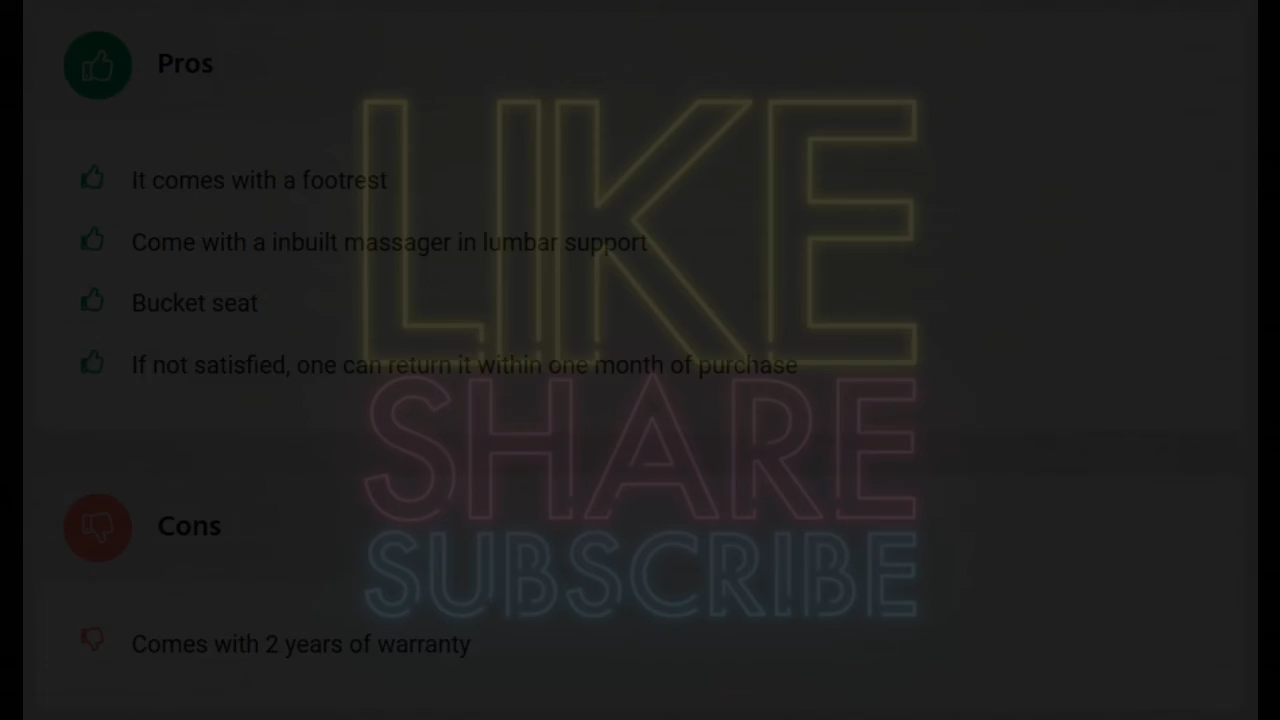 Pros
It comes with a footrest
Come with a inbuilt massager in lumbar support
Bucket seat
If not satisfied, one can return it within one month of purchase
Cons
Comes with 2 years of warranty
LIKE
SHARE
SUBSCRIBE